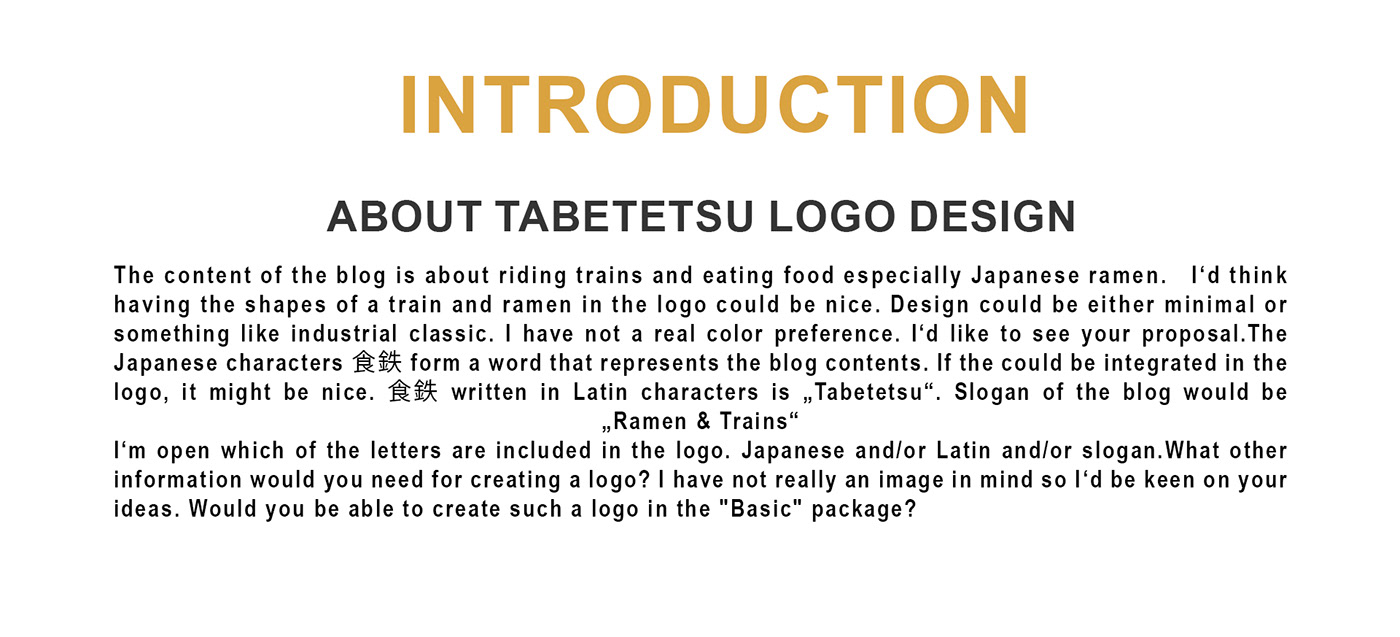 INTRODUCTION
ABOUT TABETETSU LOGO DESIGN
The content of the blog is about riding trains and eating food especially Japanese ramen. I‘d think
having the shapes of a train and ramen in the logo could be nice. Design could be either minimal or
something like industrial classic. I have not a real color preference. I‘d like to see your proposal.The
Japanese characters 食鉄 form a word that represents the blog contents. If the could be integrated in the
logo, it might be nice. 食鉄 written in Latin characters is „Tabetetsu“. Slogan of the blog would be
„Ramen & Trains“
I‘m open which of the letters are included in the logo. Japanese and/or Latin and/or slogan.What other
information would you need for creating a logo? I have not really an image in mind so I‘d be keen on your
ideas. Would you be able to create such a logo in the "Basic" package?